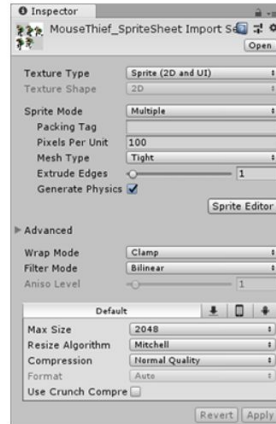 Inspector
MouseThief_SpriteSheet Import Se
Open
Texture Type Sprite (2D and UI)
Texture Shape 2D
Sprite Mode Multiple
Packing Tag
Pixels Per Unit 100
Mesh Type Tight
Extrude Edges 1
Generate Physics
Sprite Editor
Advanced
Wrap Mode Clamp
Filter Mode Bilinear
Aniso Level 1
Default
Max Size 2048
Resize Algorithm Mitchell
Compression Normal Quality
Format Auto
Use Crunch Compre
Revert Apply